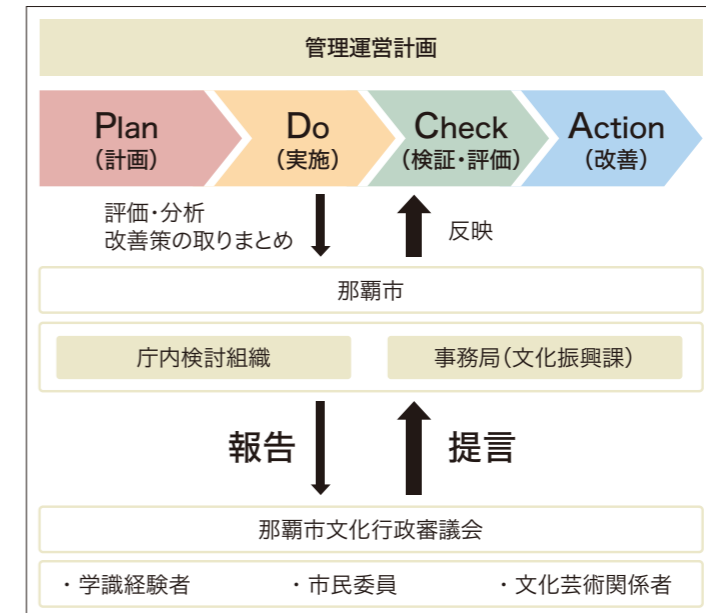 管理運営計画
Plan
(計画)
Do
(実施)
Check
(検証・評価)
Action
(改善)
評価・分析
改善策の取りまとめ
反映
那覇市
庁内検討組織
事務局(文化振興課)
報告
提言
那覇市文化行政審議会
・学識経験者 ・市民委員 ・文化芸術関係者